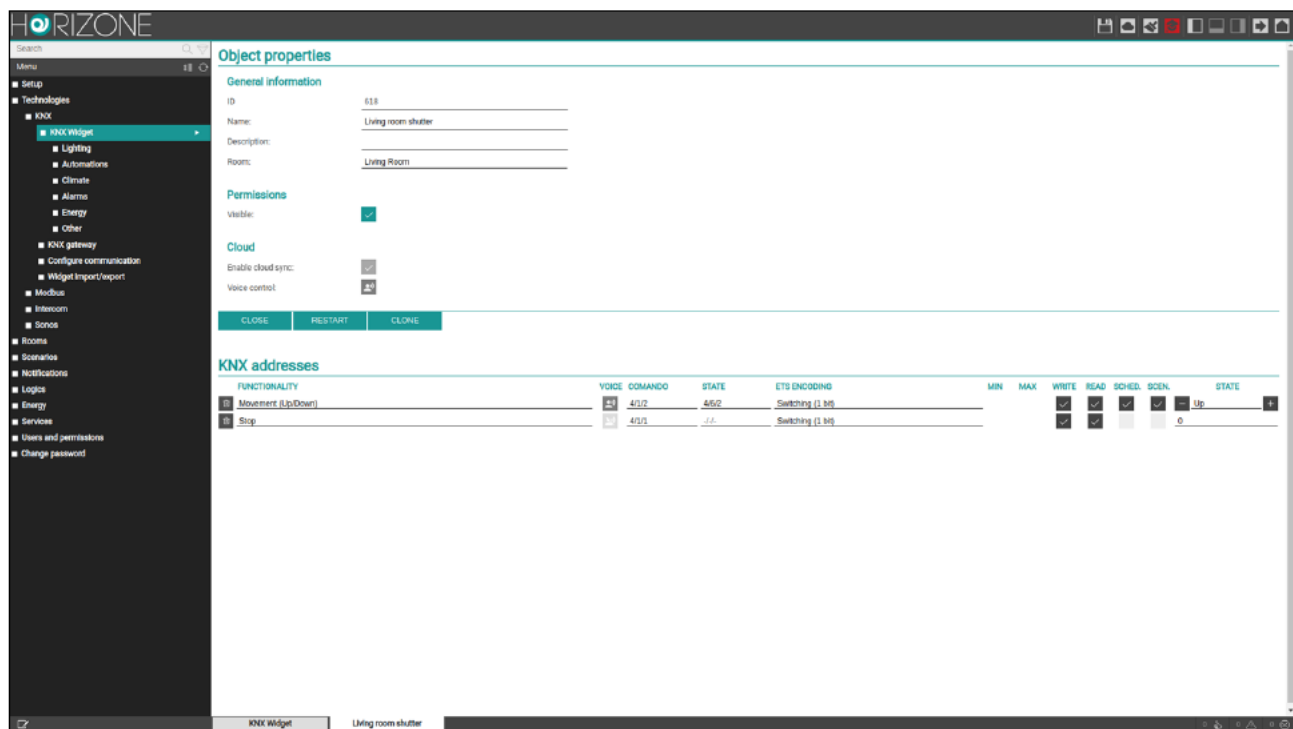 HORIZONE
Search
Menu
Setup
Technologies
KNX
KNX Widget
Lighting
Automations
Climate
Alarms
Energy
Other
KNX gateway
Configure communication
Widget import/export
Modbus
Intercom
Sonos
Rooms
Scenarios
Notifications
Logics
Energy
Services
Users and permissions
Change password
Object properties
General information
ID 618
Name: Living room shutter
Description:
Room: Living Room
Permissions
Visible:
Cloud
Enable cloud sync:
Voice control:
CLOSE RESTART CLONE
KNX addresses
FUNCTIONALITY VOICE COMANDO STATE ETS ENCODING MIN MAX WRITE READ SCHED. SCEN. STATE
Movement (Up/Down) 4/1/2 4/6/2 Switching (1 bit) Up
Stop 4/1/1 -/-/- Switching (1 bit) 0
KNX Widget Living room shutter
0 0 0